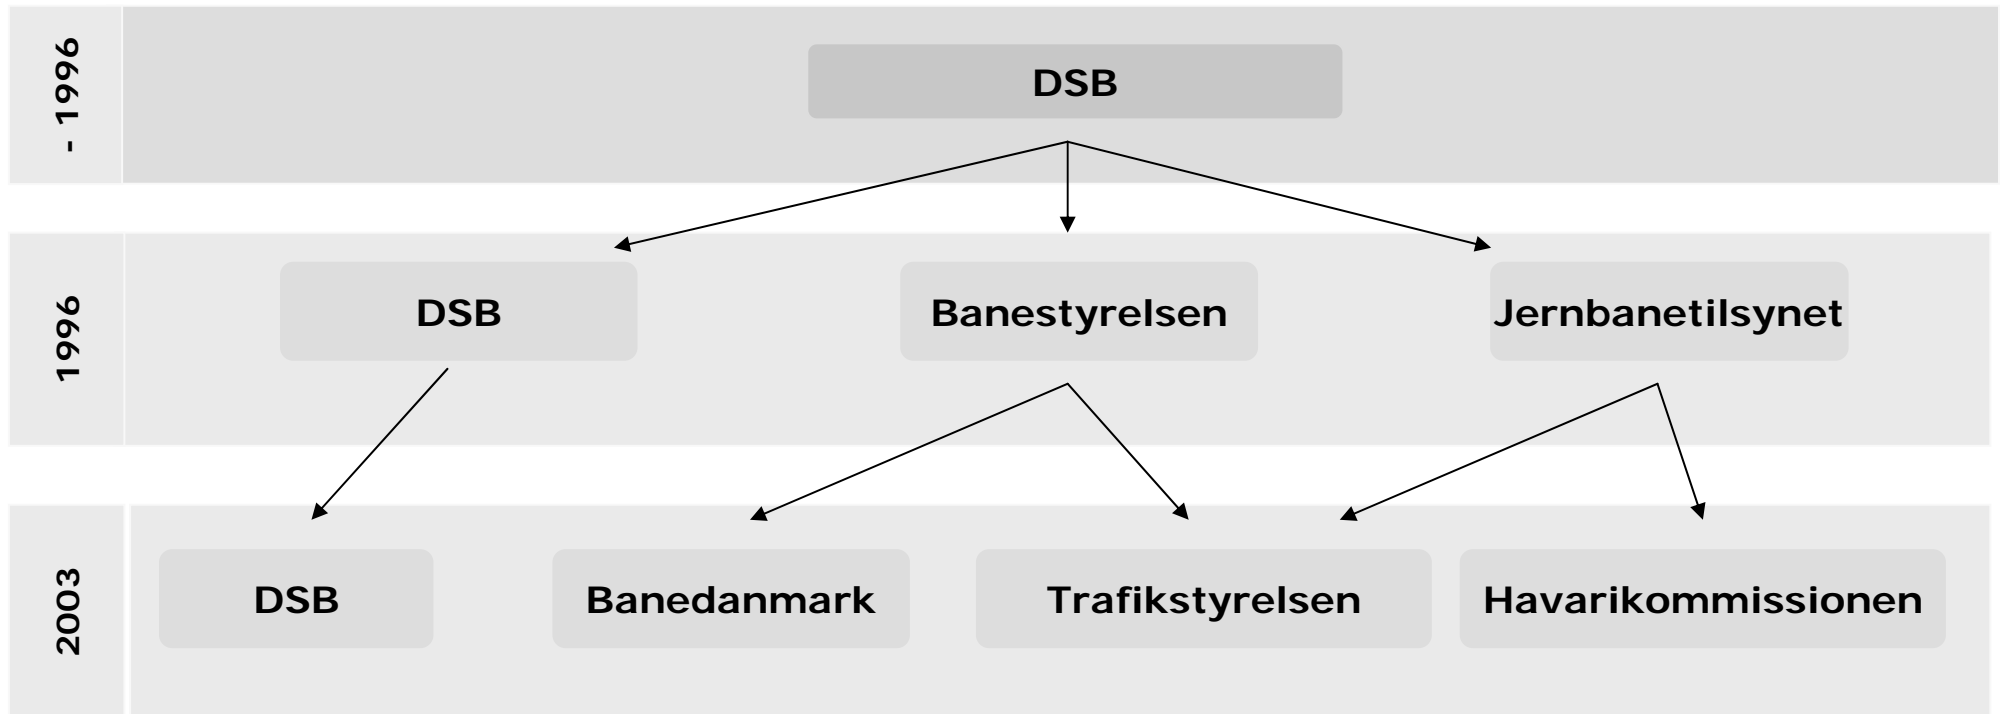 - 1996
DSB
1996
DSB
Banestyrelsen
Jernbanetilsynet
2003
DSB
Banedanmark
Trafikstyrelsen
Havarikommissionen